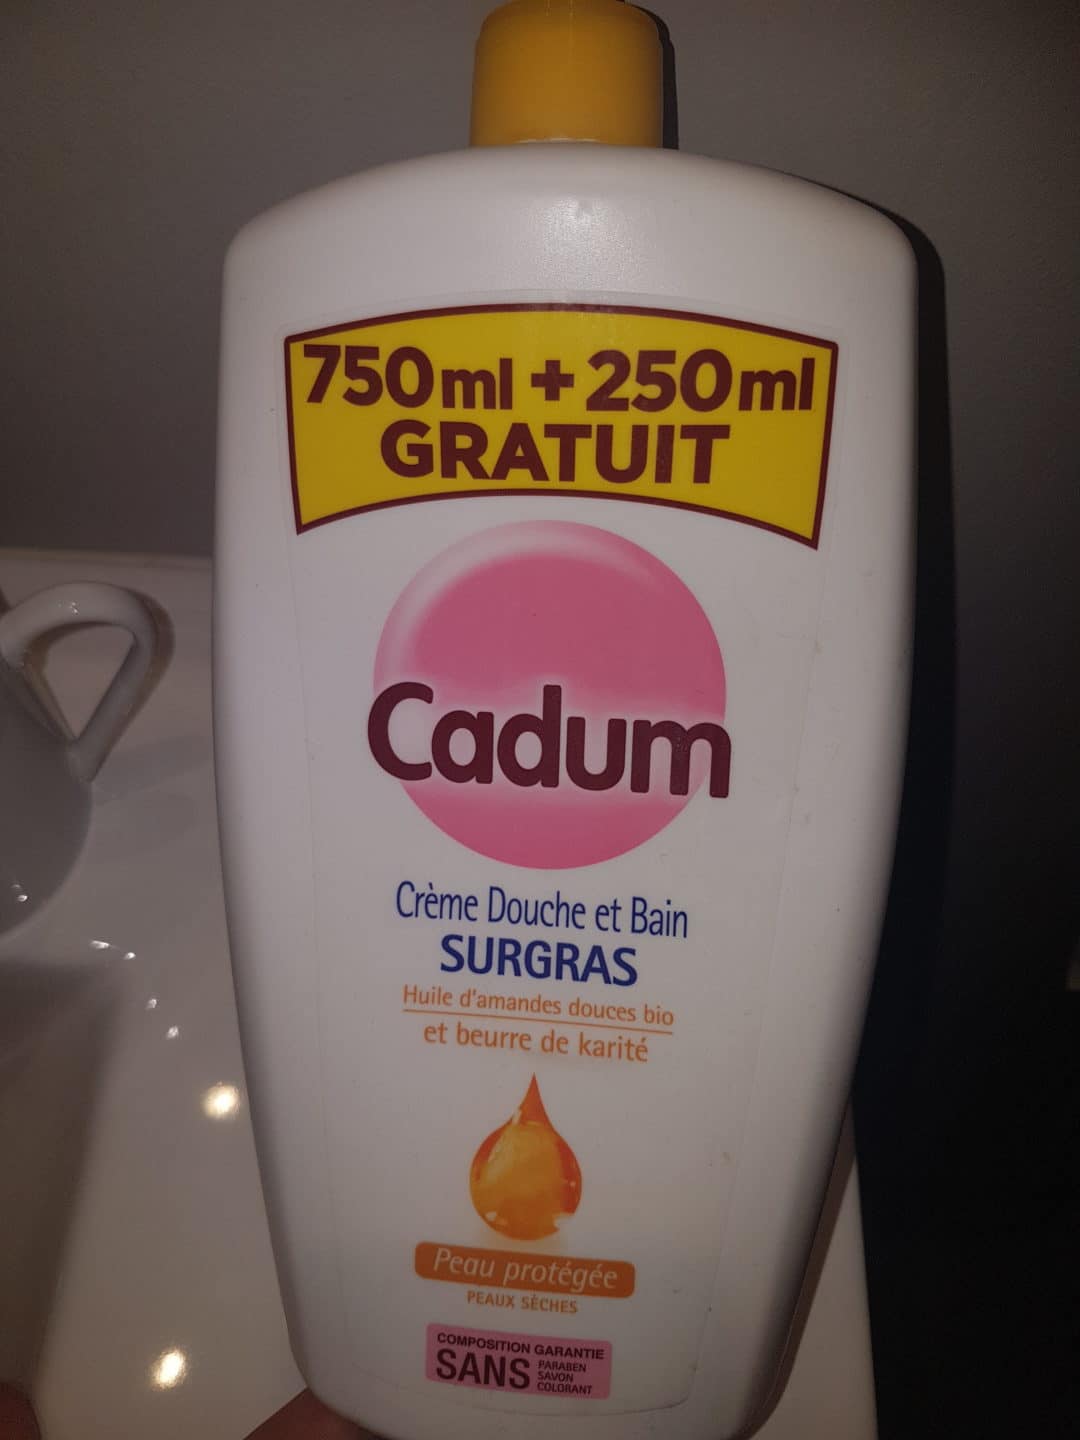 750ml + 250ml
GRATUIT
Cadum
Crème Douche et Bain
SURGRAS
Huile d'amandes douces bio
et beurre de karité
Peau protégée
PEAUX SÈCHES
COMPOSITION GARANTIE
SANS PARABEN
SAVON
COLORANT